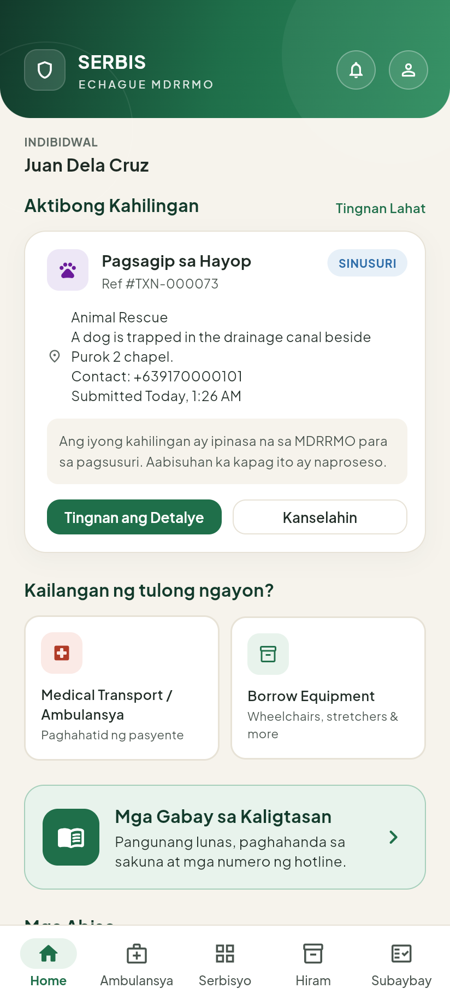 SERBIS
ECHAGUE MDRRMO
INDIBIDWAL
Juan Dela Cruz
Aktibong Kahilingan
Tingnan Lahat
Pagsagip sa Hayop
SINUSURI
Ref #TXN-000073
Animal Rescue
A dog is trapped in the drainage canal beside
Purok 2 chapel.
Contact: +639170000101
Submitted Today, 1:26 AM
Ang iyong kahilingan ay ipinasa na sa MDRRMO para
sa pagsusuri. Aabisuhan ka kapag ito ay naproseso.
Tingnan ang Detalye
Kanselahin
Kailangan ng tulong ngayon?
Medical Transport /
Ambulansya
Paghahatid ng pasyente
Borrow Equipment
Wheelchairs, stretchers &
more
Mga Gabay sa Kaligtasan
Pangunang lunas, paghahanda sa
sakuna at mga numero ng hotline.
Mga Abiso
Home
Ambulansya
Serbisyo
Hiram
Subaybay